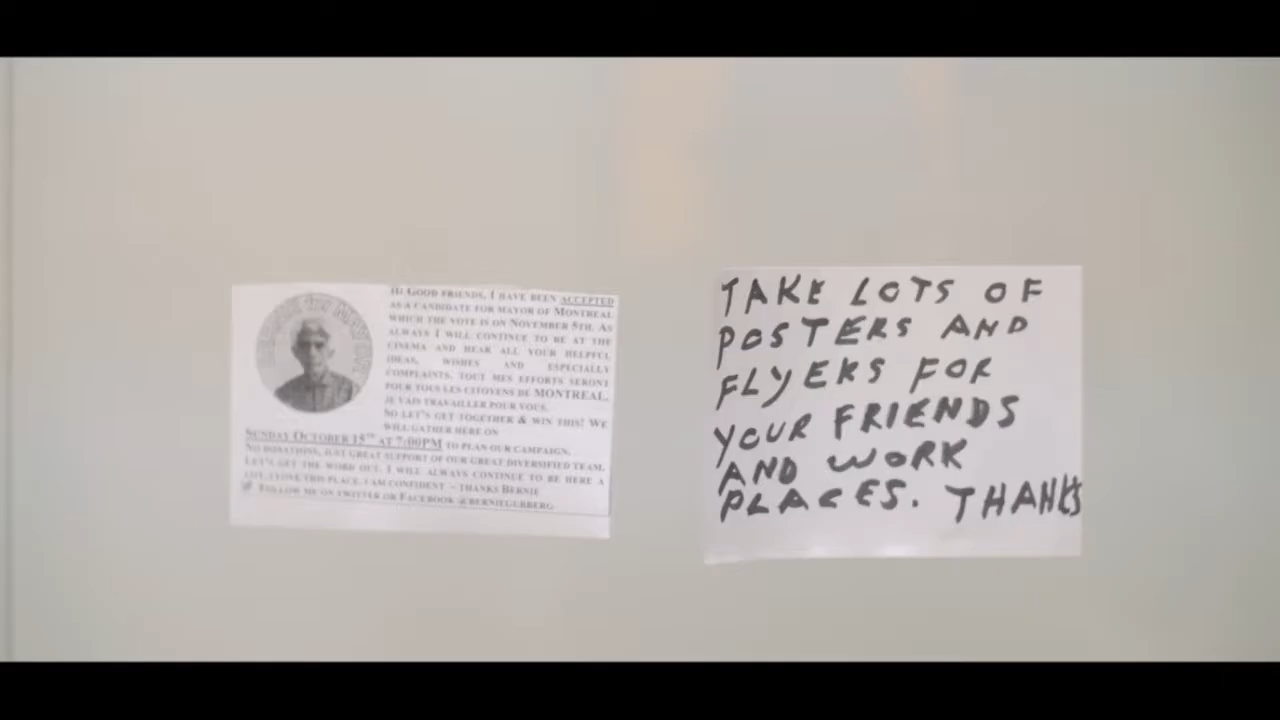 HI GOOD FRIENDS, I HAVE BEEN ACCEPTED
AS A CANDIDATE FOR MAYOR OF MONTREAL
WHICH THE VOTE IS ON NOVEMBER 5TH. AS
ALWAYS I WILL CONTINUE TO BE AT THE
CINEMA AND HEAR ALL YOUR HELPFUL
IDEAS, WISHES AND ESPECIALLY
COMPLAINTS. TOUT MES EFFORTS SERONT
POUR TOUS LES CITOYENS DE MONTREAL,
JE VAIS TRAVAILLER POUR VOUS.
SO LET'S GET TOGETHER & WIN THIS! WE
WILL GATHER HERE ON
SUNDAY OCTOBER 15TH AT 7:00PM TO PLAN OUR CAMPAIGN.
NO DONATIONS, JUST GREAT SUPPORT OF OUR GREAT DIVERSIFIED TEAM.
LET'S GET THE WORD OUT. I WILL ALWAYS CONTINUE TO BE HERE A
LOT, I LOVE THIS PLACE. I AM CONFIDENT ~ THANKS BERNIE
FOLLOW ME ON TWITTER OR FACEBOOK @BERNIEGURBERG
TAKE LOTS OF
POSTERS AND
FLYERS FOR
YOUR FRIENDS
AND WORK
PLACES. THANKS